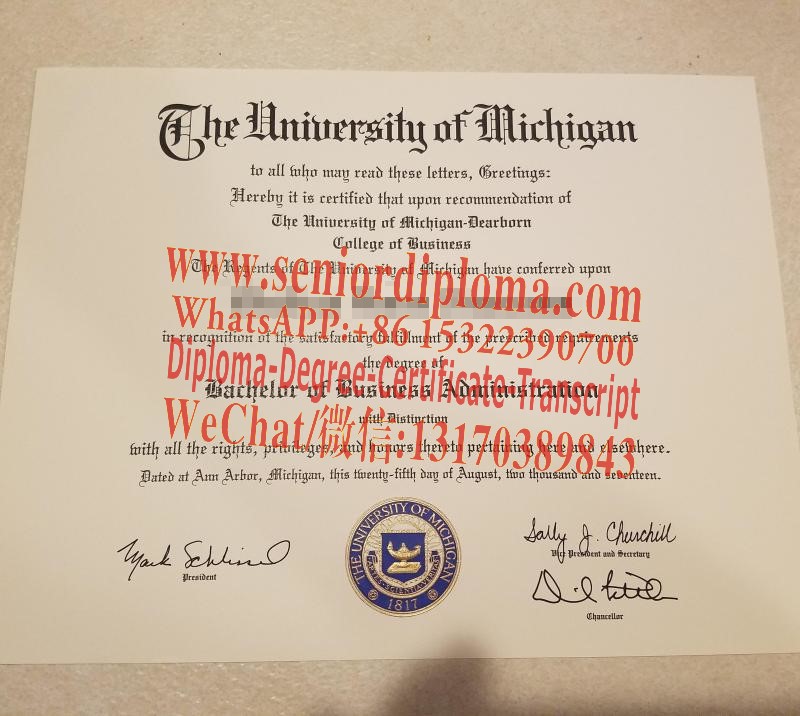 The University of Michigan
to all who may read these letters, Greetings:
Hereby it is certified that upon recommendation of
The University of Michigan-Dearborn
College of Business
The Regents of The University of Michigan have conferred upon
www.seniordiploma.com
WhatsAPP:+86 15322390700
in recognition of the satisfactory fulfillment of the prescribed requirements
the degree of
Diploma-Degree-Certificate-Transcript
Bachelor of Business Administration
with Distinction
WeChat/微信:13170389843
with all the rights, privileges, and honors thereto pertaining here and elsewhere.
Dated at Ann Arbor, Michigan, this twenty-fifth day of August, two thousand and seventeen.
THE UNIVERSITY OF MICHIGAN
ARTES SCIENTIA VERITAS
1817
Mark Schlissel
President
Sally J. Churchill
Vice President and Secretary
Chancellor